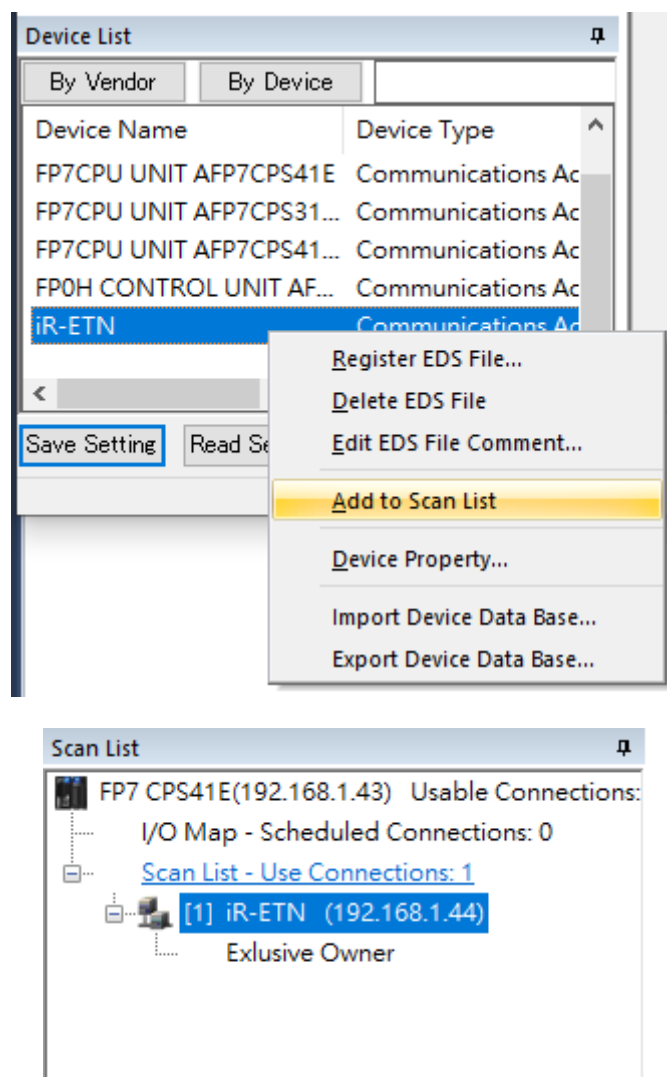 Device List
By Vendor By Device
Device Name Device Type
FP7CPU UNIT AFP7CPS41E Communications Ac
FP7CPU UNIT AFP7CPS31... Communications Ac
FP7CPU UNIT AFP7CPS41... Communications Ac
FP0H CONTROL UNIT AF... Communications Ac
iR-ETN Communications Ac
Register EDS File...
Delete EDS File
Save Setting Read Se
Edit EDS File Comment...
Add to Scan List
Device Property...
Import Device Data Base...
Export Device Data Base...
Scan List
FP7 CPS41E(192.168.1.43) Usable Connections:
I/O Map - Scheduled Connections: 0
Scan List - Use Connections: 1
[1] iR-ETN (192.168.1.44)
Exlusive Owner